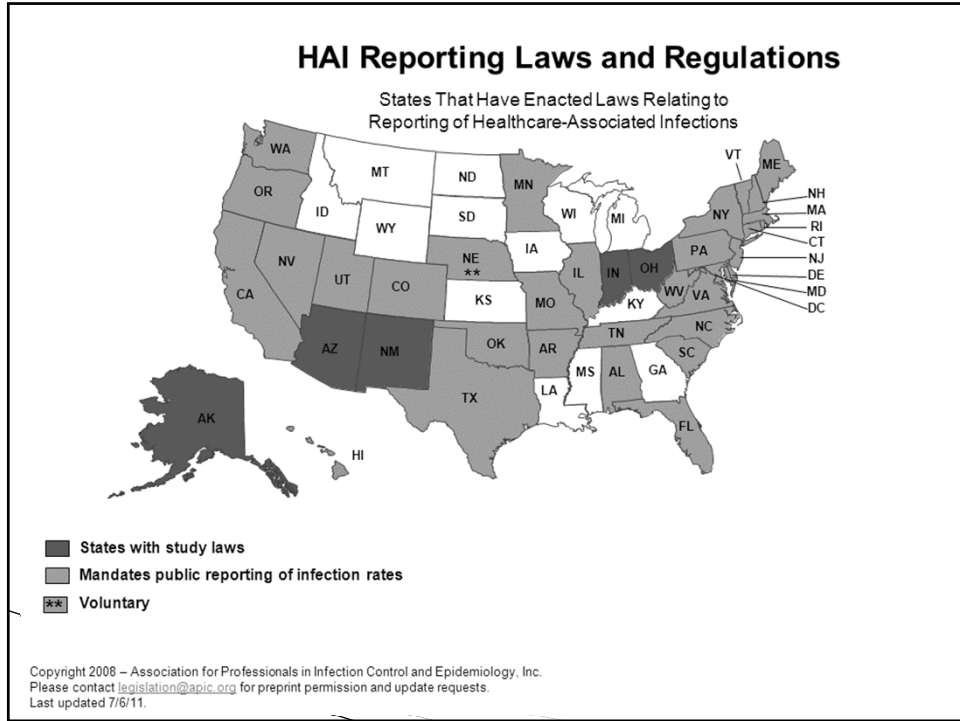 HAI Reporting Laws and Regulations
States That Have Enacted Laws Relating to
Reporting of Healthcare-Associated Infections
WA
OR
CA
NV
ID
MT
WY
UT
CO
AZ
NM
ND
SD
NE
**
KS
OK
TX
MN
IA
MO
AR
LA
WI
IL
MI
IN
OH
KY
TN
MS
AL
GA
FL
SC
NC
VA
WV
PA
NY
VT
ME
NH
MA
RI
CT
NJ
DE
MD
DC
AK
HI
States with study laws
Mandates public reporting of infection rates
** Voluntary
Copyright 2008 – Association for Professionals in Infection Control and Epidemiology, Inc.
Please contact legislation@apic.org for preprint permission and update requests.
Last updated 7/6/11.